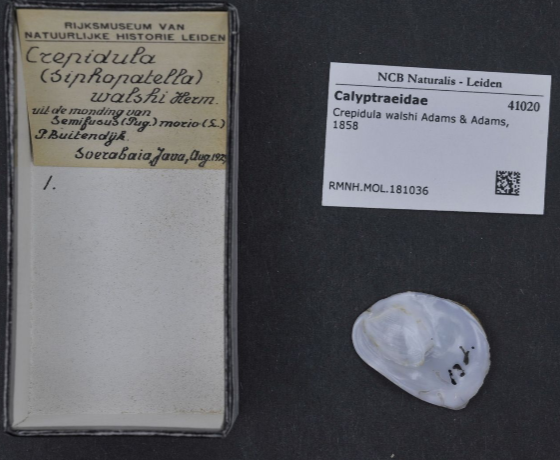 RIJKSMUSEUM VAN
NATUURLIJKE HISTORIE LEIDEN
Crepidula
(Siphopatella)
walshi Herm.
uit de monding van
Semifusus (Pug.) morio (L.)
P. Buitendijk.
Soerabaia, Java, Aug. 1929
1.
NCB Naturalis - Leiden
Calyptraeidae 41020
Crepidula walshi Adams & Adams,
1858
RMNH.MOL.181036